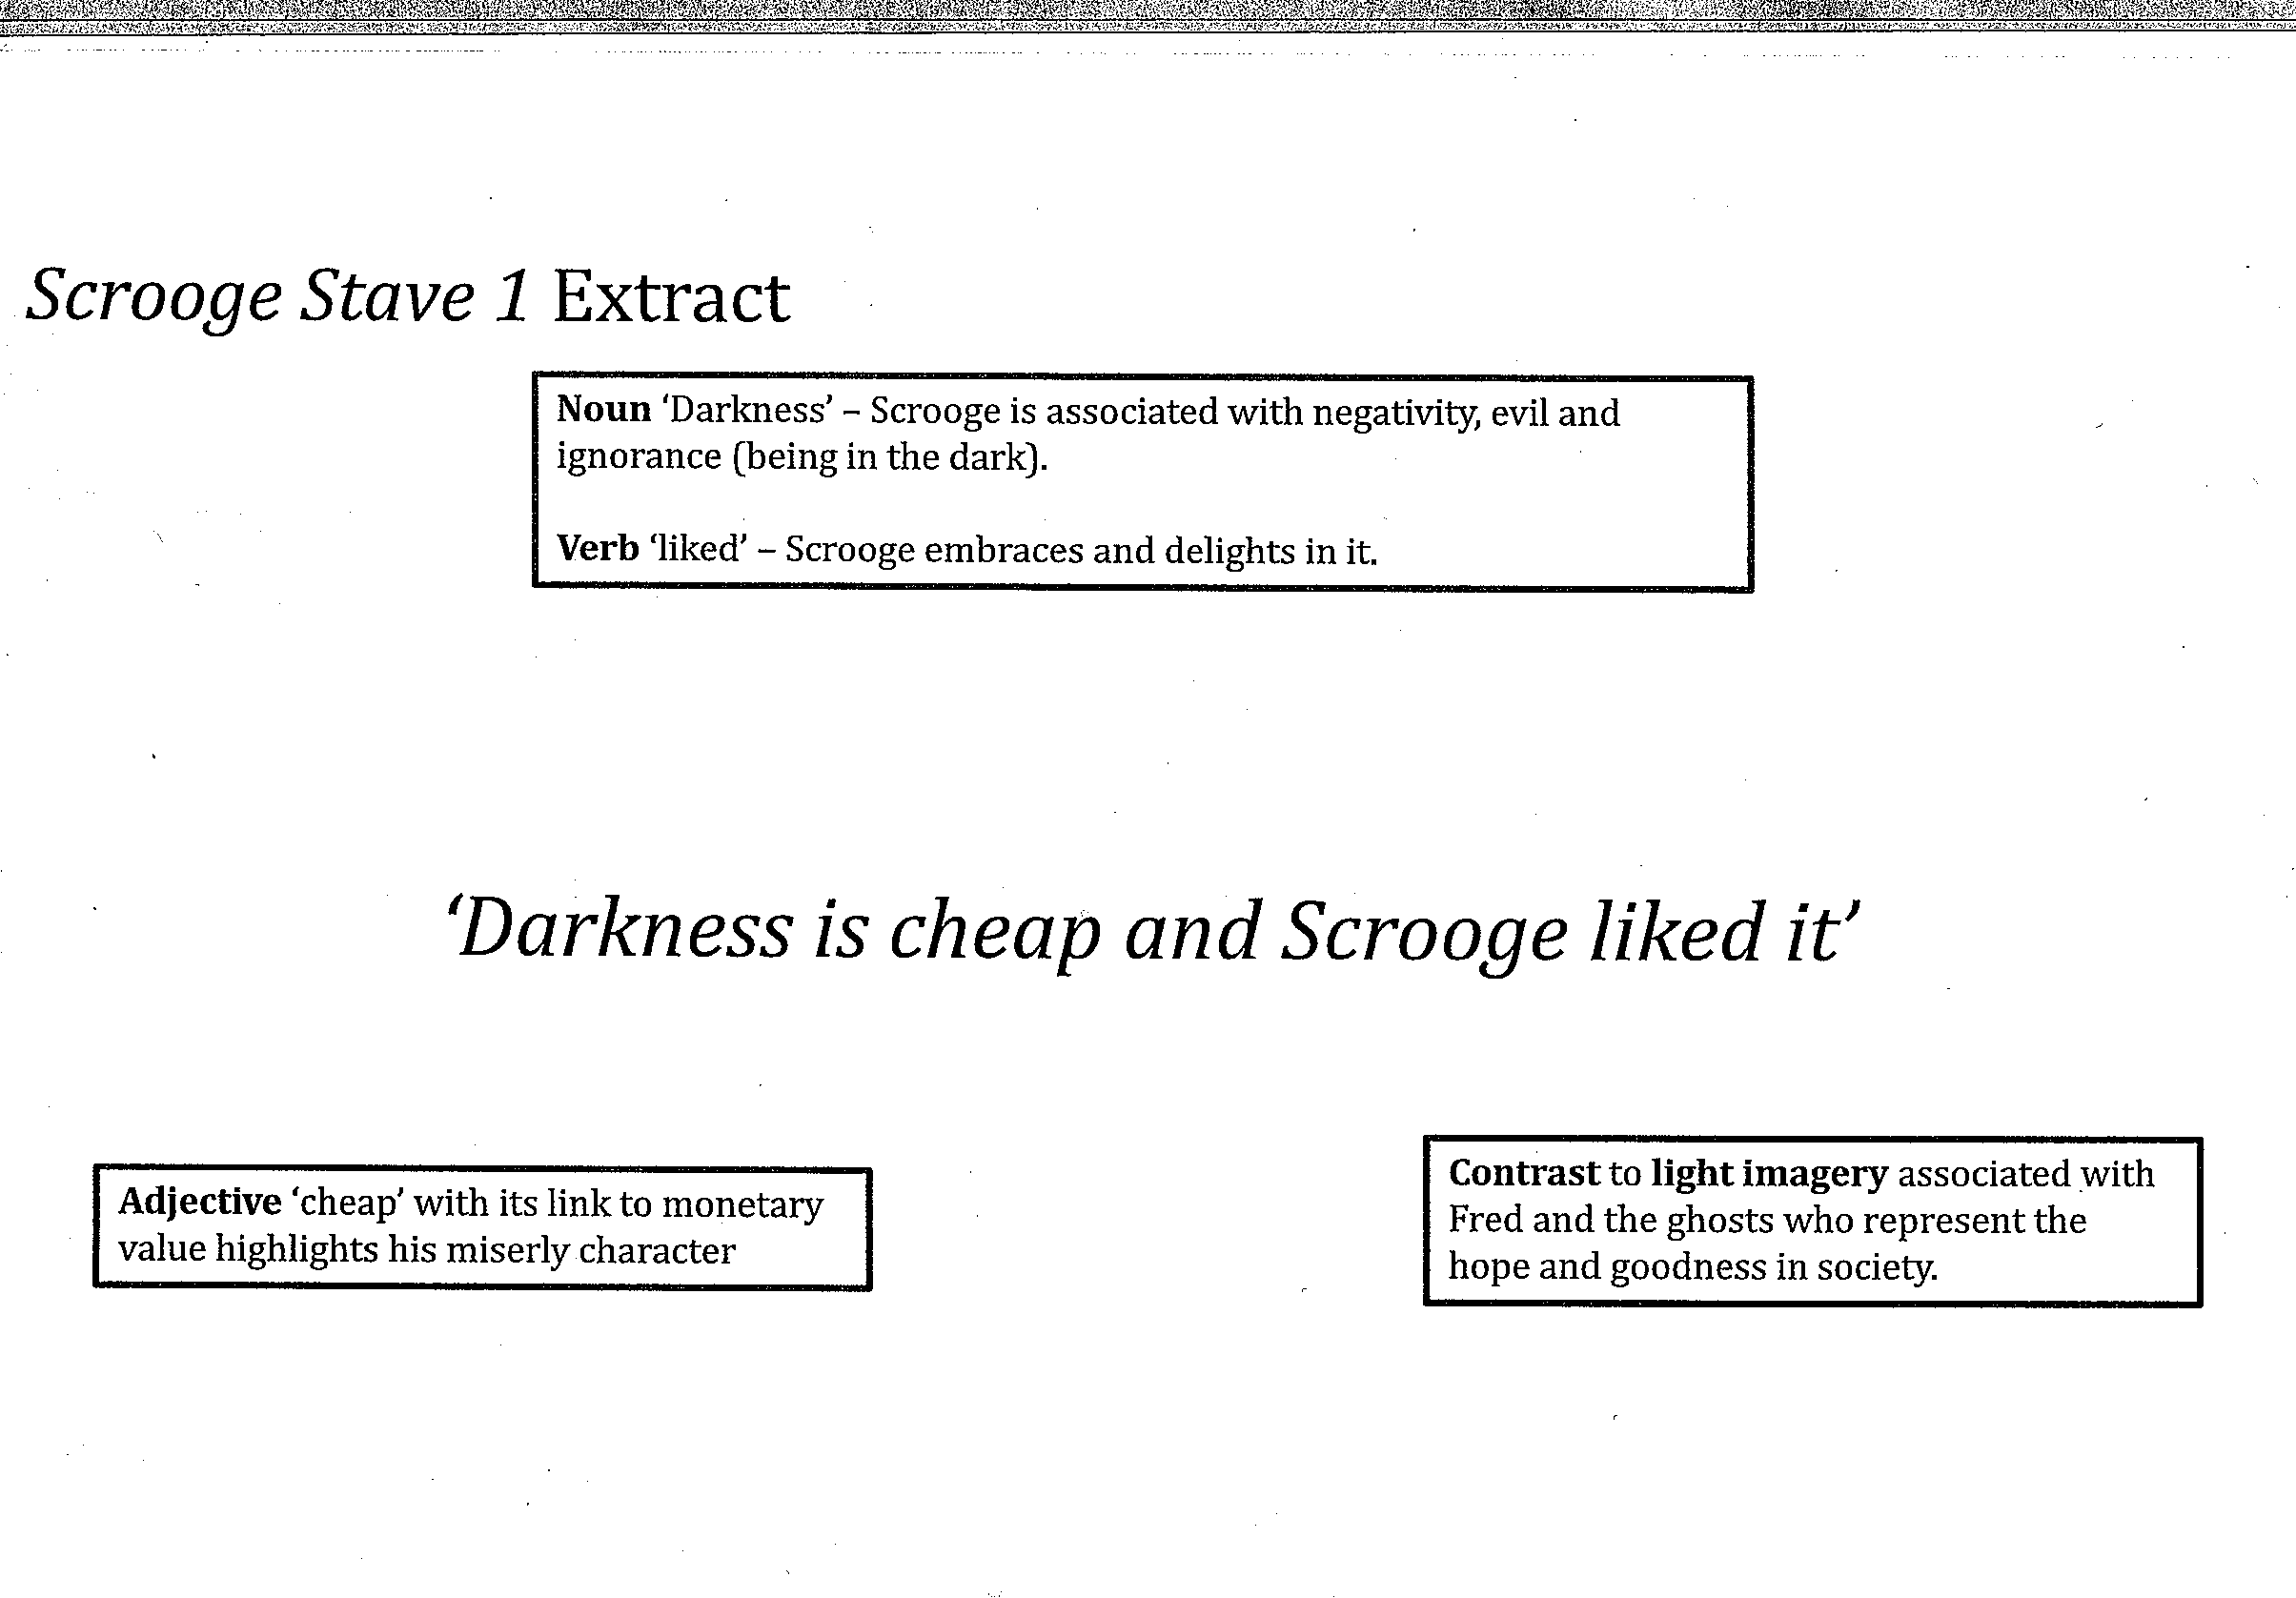 Scrooge Stave 1 Extract
Noun ‘Darkness’ – Scrooge is associated with negativity, evil and
ignorance (being in the dark).
Verb ‘liked’ – Scrooge embraces and delights in it.
‘Darkness is cheap and Scrooge liked it’
Adjective ‘cheap’ with its link to monetary
value highlights his miserly character
Contrast to light imagery associated with
Fred and the ghosts who represent the
hope and goodness in society.